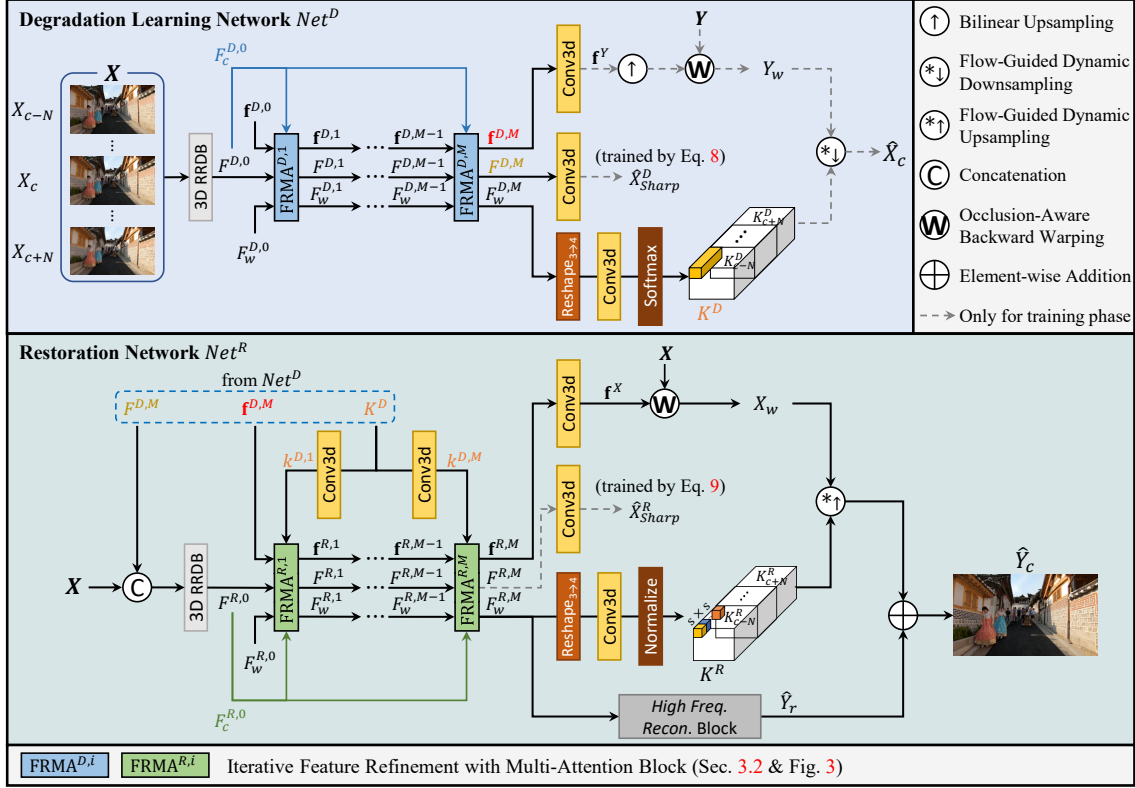 Degradation Learning Network Net^D
X
X_{c−N}
X_c
X_{c+N}
⋮
⋮
3D RRDB
F_c^{D,0}
f^{D,0}
F^{D,0}
F_w^{D,0}
FRMA^{D,1}
f^{D,1} ⋯ f^{D,M−1}
F^{D,1} ⋯ F^{D,M−1}
F_w^{D,1} ⋯ F_w^{D,M−1}
FRMA^{D,M}
f^{D,M}
F^{D,M}
F_w^{D,M}
Conv3d
f^Y
↑
Y
W
Y_w
Conv3d
(trained by Eq. 8)
X̂_{Sharp}^D
*↓
X̂_c
Reshape_{3→4}
Conv3d
Softmax
K_{c+N}^D
⋰
K_{c−N}^D
K^D
↑ Bilinear Upsampling
*↓ Flow-Guided Dynamic
Downsampling
*↑ Flow-Guided Dynamic
Upsampling
C Concatenation
W Occlusion-Aware
Backward Warping
Element-wise Addition
Only for training phase
Restoration Network Net^R
from Net^D
F^{D,M} f^{D,M} K^D
k^{D,1} Conv3d Conv3d k^{D,M}
X
C
3D RRDB
F^{R,0}
F_w^{R,0}
F_c^{R,0}
FRMA^{R,1}
f^{R,1} ⋯ f^{R,M−1}
F^{R,1} ⋯ F^{R,M−1}
F_w^{R,1} ⋯ F_w^{R,M−1}
FRMA^{R,M}
f^{R,M}
F^{R,M}
F_w^{R,M}
Conv3d
f^X
X
W
X_w
Conv3d
(trained by Eq. 9)
X̂_{Sharp}^R
*↑
Reshape_{3→4}
Conv3d
Normalize
s × s
K_{c+N}^R
⋯
K_{c−N}^R
K^R
High Freq.
Recon. Block
Ŷ_r
Ŷ_c
FRMA^{D,i} FRMA^{R,i} Iterative Feature Refinement with Multi-Attention Block (Sec. 3.2 & Fig. 3)